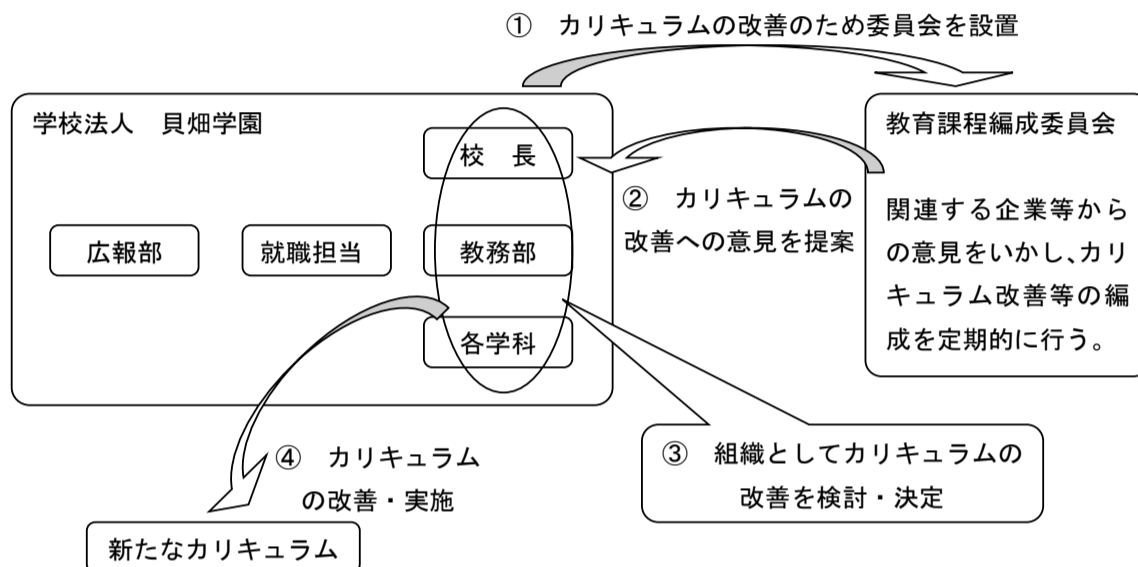 ① カリキュラムの改善のため委員会を設置
学校法人 貝畑学園
校 長
広報部
就職担当
教務部
各学科
教育課程編成委員会
関連する企業等から
の意見をいかし、カリ
キュラム改善等の編
成を定期的に行う。
② カリキュラムの
改善への意見を提案
③ 組織としてカリキュラムの
改善を検討・決定
④ カリキュラム
の改善・実施
新たなカリキュラム